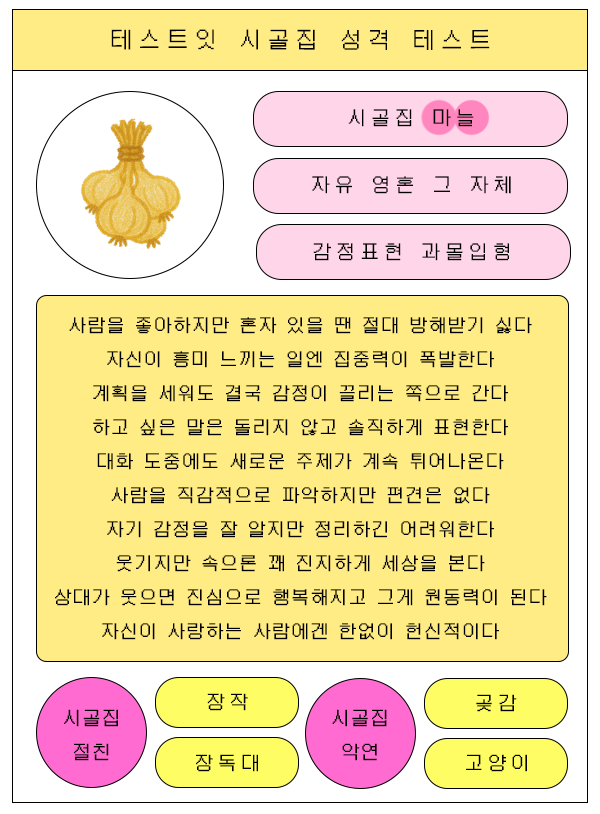 테스트잇 시골집 성격 테스트
시골집 마늘
자유 영혼 그 자체
감정표현 과몰입형
사람을 좋아하지만 혼자 있을 땐 절대 방해받기 싫다
자신이 흥미 느끼는 일엔 집중력이 폭발한다
계획을 세워도 결국 감정이 끌리는 쪽으로 간다
하고 싶은 말은 돌리지 않고 솔직하게 표현한다
대화 도중에도 새로운 주제가 계속 튀어나온다
사람을 직감적으로 파악하지만 편견은 없다
자기 감정을 잘 알지만 정리하긴 어려워한다
웃기지만 속으론 꽤 진지하게 세상을 본다
상대가 웃으면 진심으로 행복해지고 그게 원동력이 된다
자신이 사랑하는 사람에겐 한없이 헌신적이다
시골집 절친
장작
장독대
시골집 악연
곶감
고양이